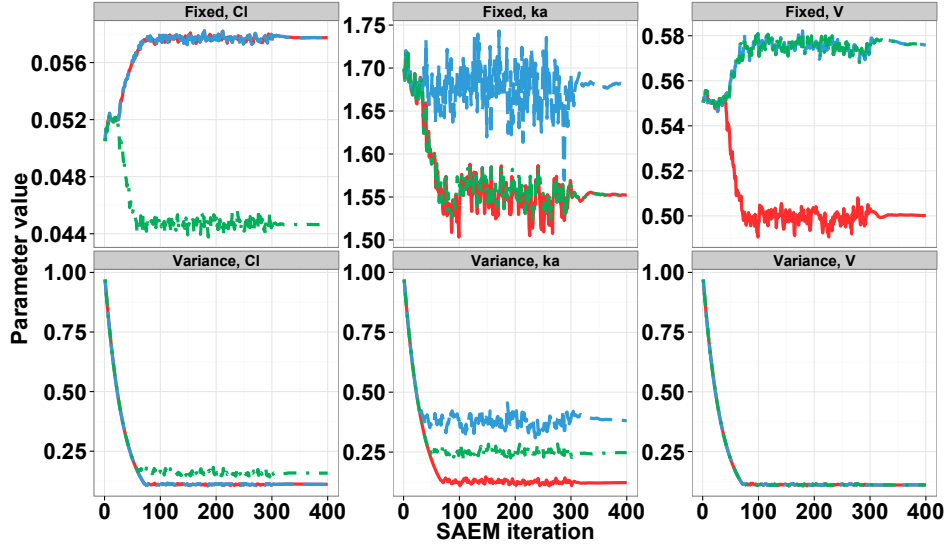 Fixed, Cl
Fixed, ka
Fixed, V
0.056
0.052
0.048
0.044
1.75
1.70
1.65
1.60
1.55
1.50
0.58
0.56
0.54
0.52
0.50
Variance, Cl
Variance, ka
Variance, V
1.00
0.75
0.50
0.25
1.00
0.75
0.50
0.25
1.00
0.75
0.50
0.25
0 100 200 300 400
0 100 200 300 400
0 100 200 300 400
Parameter value
SAEM iteration